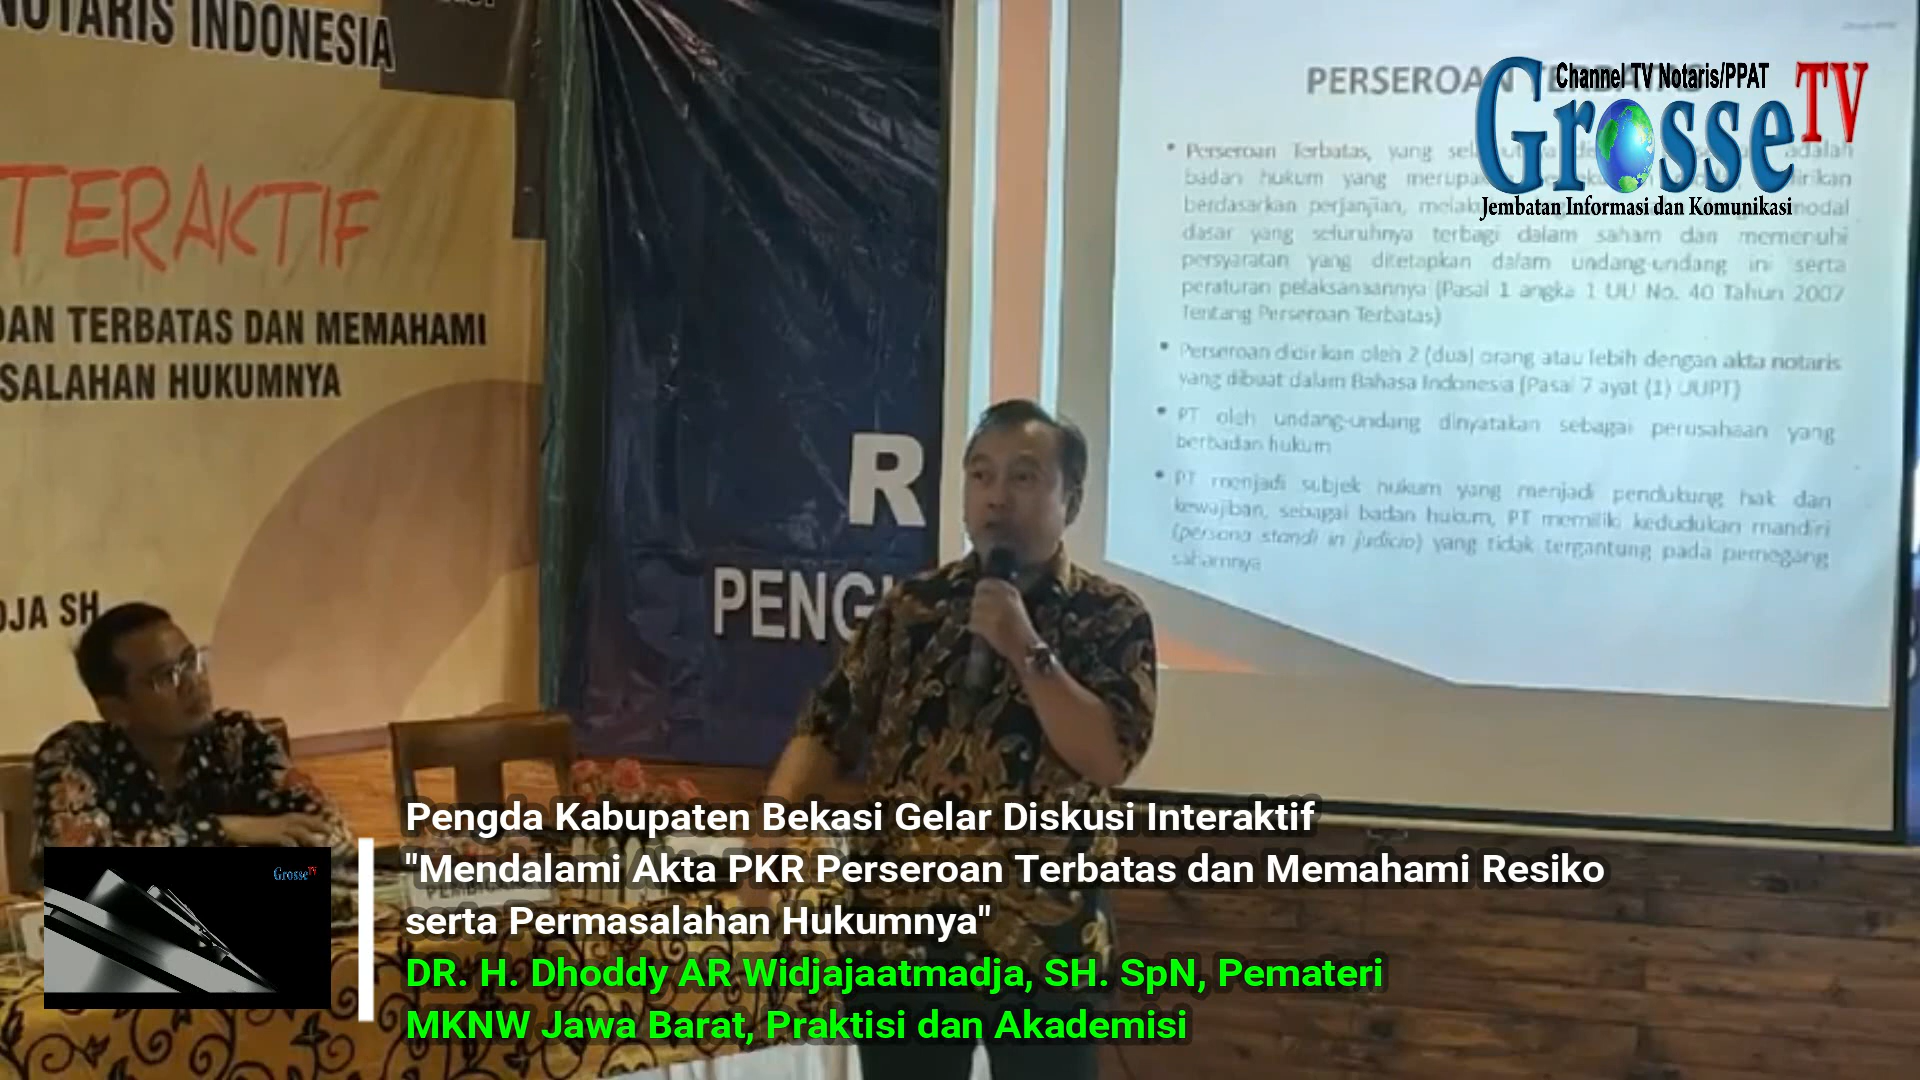 NOTARIS INDONESIA
TERAKTIF
DAN TERBATAS DAN MEMAHAMI
SALAHAN HUKUMNYA
DJA SH
R
PENG
PERSEROAN TERBATAS
Channel TV Notaris/PPAT
Grosse TV
Jembatan Informasi dan Komunikasi
• Perseroan Terbatas, yang adalah
badan hukum yang
berdasarkan perjanjian, modal
dasar yang seluruhnya terbagi dalam saham dan memenuhi
persyaratan yang ditetapkan dalam undang-undang ini serta
peraturan pelaksanaannya (Pasal 1 angka 1 UU No. 40 Tahun 2007
Tentang Perseroan Terbatas)
• Perseroan didirikan oleh 2 (dua) orang atau lebih dengan akta notaris
yang dibuat dalam Bahasa Indonesia (Pasal 7 ayat (1) UUPT)
• PT oleh undang-undang dinyatakan sebagai perusahaan yang
berbadan hukum
• PT menjadi subjek hukum yang menjadi pendukung hak dan
kewajiban, sebagai badan hukum, PT memiliki kedudukan mandiri
(persona standi in judicio) yang tidak tergantung pada pemegang
sahamnya
Pengda Kabupaten Bekasi Gelar Diskusi Interaktif
"Mendalami Akta PKR Perseroan Terbatas dan Memahami Resiko
serta Permasalahan Hukumnya"
DR. H. Dhoddy AR Widjajaatmadja, SH. SpN, Pemateri
MKNW Jawa Barat, Praktisi dan Akademisi
Grosse TV